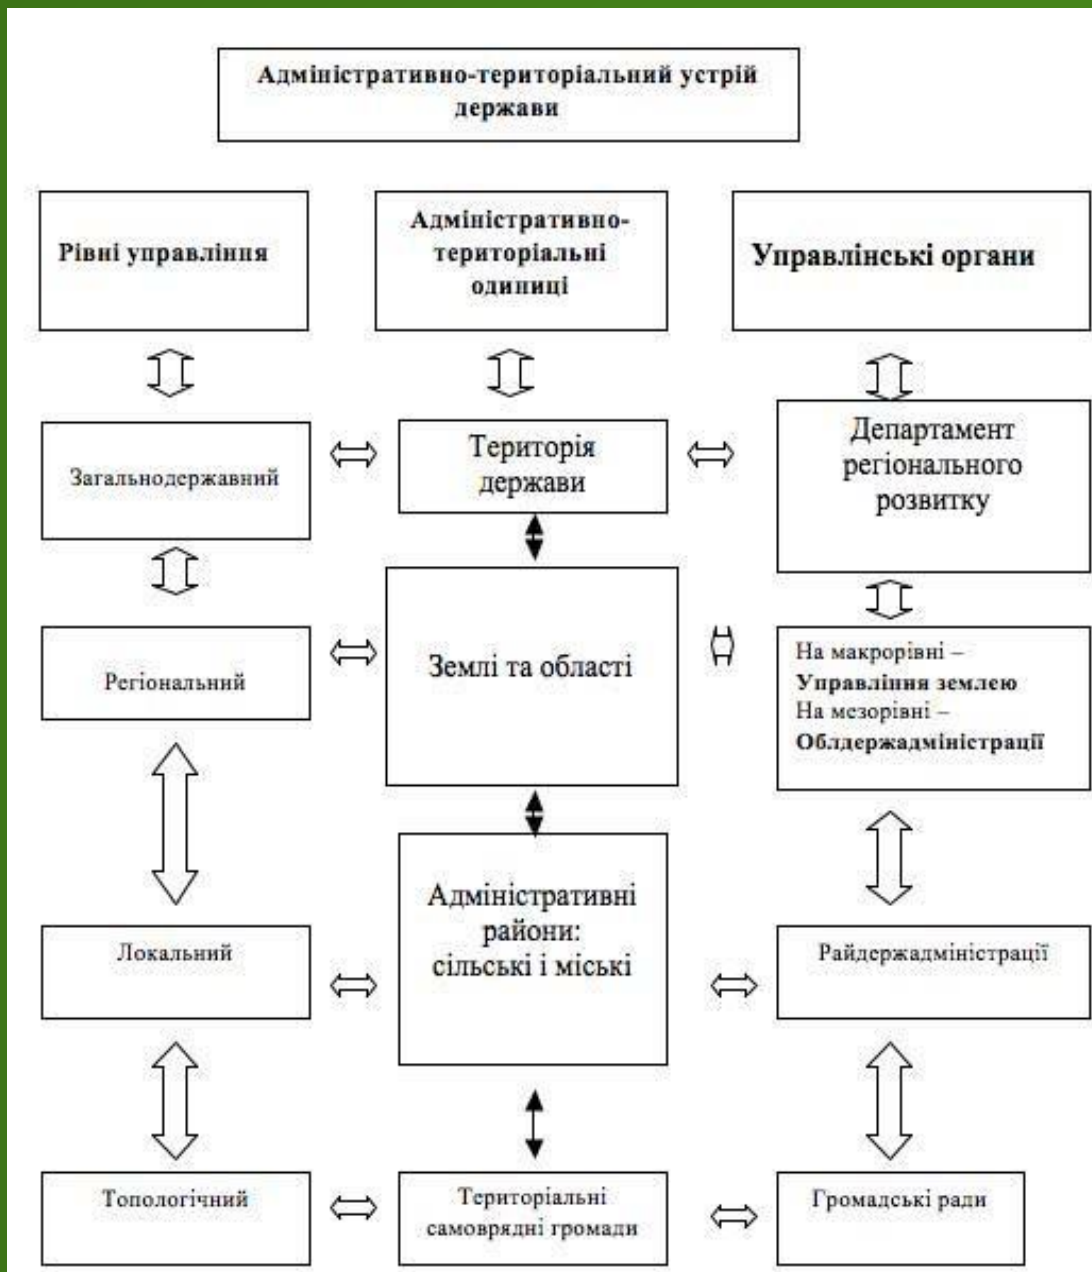 Адміністративно-територіальний устрій
держави
Рівні управління
Адміністративно-
територіальні
одиниці
Управлінські органи
Загальнодержавний
Територія
держави
Департамент
регіонального
розвитку
Регіональний
Землі та області
На макрорівні –
Управління землею
На мезорівні –
Облдержадміністрації
Локальний
Адміністративні
райони:
сільські і міські
Райдержадміністрації
Топологічний
Територіальні
самоврядні громади
Громадські ради